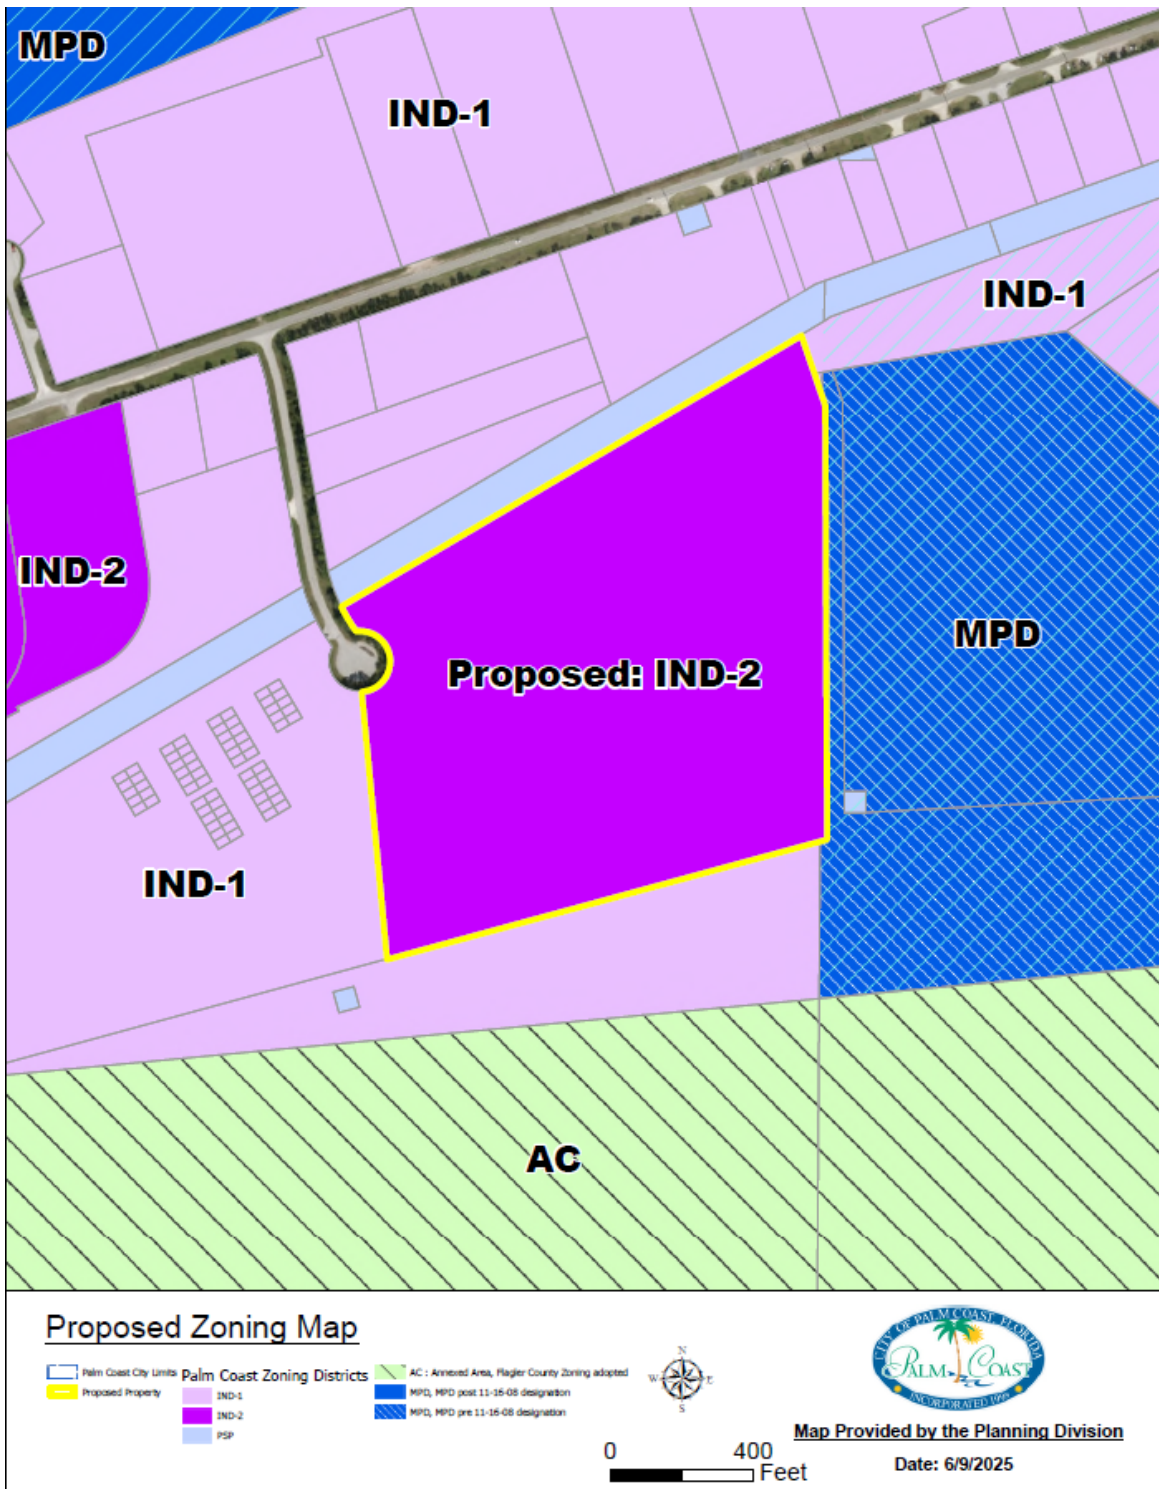 MPD
IND-1
IND-1
IND-2
MPD
Proposed: IND-2
IND-1
AC
Proposed Zoning Map
Palm Coast City Limits
Proposed Property
Palm Coast Zoning Districts
IND-1
IND-2
PSP
AC : Annexed Area, Flagler County Zoning adopted
MPD, MPD post 11-16-08 designation
MPD, MPD pre 11-16-08 designation
N
W E
S
0 400
Feet
CITY OF PALM COAST, FLORIDA
PALM COAST
INCORPORATED 1999
Map Provided by the Planning Division
Date: 6/9/2025